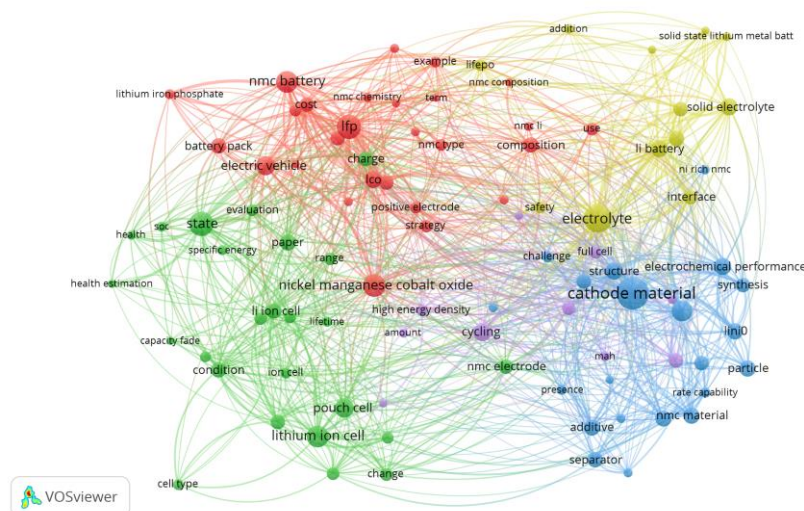 addition
solid state lithium metal batt
example
lifepo
nmc battery
nmc composition
lithium iron phosphate
nmc chemistry
term
cost
solid electrolyte
lfp
nmc li
use
battery pack
nmc type
composition
li battery
charge
electric vehicle
ni rich nmc
lco
interface
evaluation
positive electrode
safety
state
strategy
electrolyte
soc
health
paper
specific energy
range
challenge
full cell
structure
electrochemical performance
health estimation
nickel manganese cobalt oxide
cathode material
synthesis
high energy density
li ion cell
lifetime
amount
cycling
lini0
capacity fade
mah
condition
ion cell
nmc electrode
particle
presence
rate capability
pouch cell
nmc material
additive
lithium ion cell
separator
cell type
change
VOSviewer